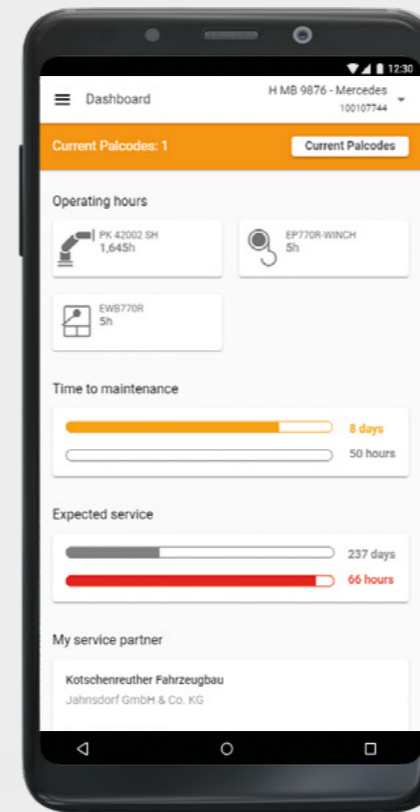 12:30
Dashboard
H MB 9876 - Mercedes
100107744
Current Palcodes: 1
Current Palcodes
Operating hours
PK 42002 SH
1,645h
EP770R-WINCH
5h
EWB770R
5h
Time to maintenance
8 days
50 hours
Expected service
237 days
66 hours
My service partner
Kotschenreuther Fahrzeugbau
Jahnsdorf GmbH & Co. KG